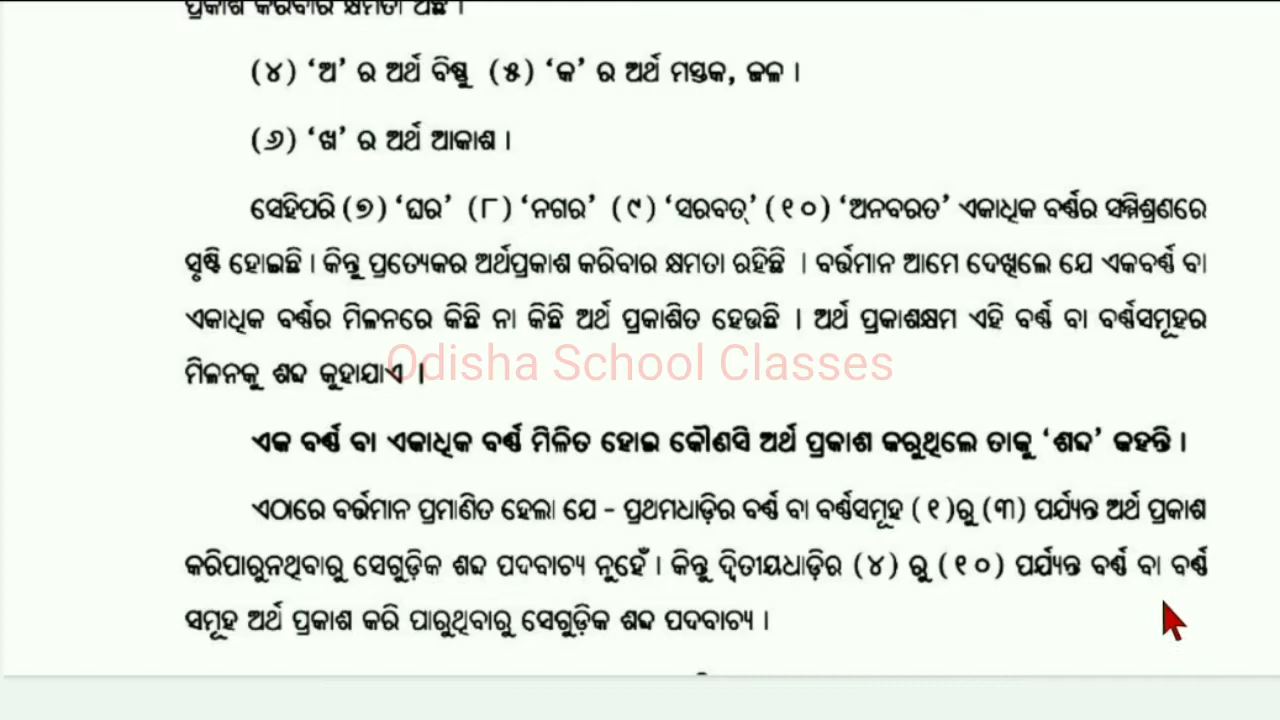 ପ୍ରକାଶ କରିବାର କ୍ଷମତା ଅଛି ।
(୪) ‘ଅ’ ର ଅର୍ଥ ବିଷ୍ଣୁ (୫) ‘କ’ ର ଅର୍ଥ ମସ୍ତକ, ଜଳ ।
(୬) ‘ଖ’ ର ଅର୍ଥ ଆକାଶ ।
ସେହିପରି (୭) ‘ଘର’ (୮) ‘ନଗର’ (୯) ‘ସରବତ୍’ (୧୦) ‘ଅନବରତ’ ଏକାଧିକ ବର୍ଣ୍ଣର ସମ୍ମିଶ୍ରଣରେ
ସୃଷ୍ଟି ହୋଇଛି । କିନ୍ତୁ ପ୍ରତ୍ୟେକର ଅର୍ଥପ୍ରକାଶ କରିବାର କ୍ଷମତା ରହିଛି । ବର୍ତ୍ତମାନ ଆମେ ଦେଖିଲେ ଯେ ଏକବର୍ଣ୍ଣ ବା
ଏକାଧିକ ବର୍ଣ୍ଣର ମିଳନରେ କିଛି ନା କିଛି ଅର୍ଥ ପ୍ରକାଶିତ ହେଉଛି । ଅର୍ଥ ପ୍ରକାଶକ୍ଷମ ଏହି ବର୍ଣ୍ଣ ବା ବର୍ଣ୍ଣସମୂହର
ମିଳନକୁ ଶବ୍ଦ କୁହାଯାଏ ।
Odisha School Classes
ଏକ ବର୍ଣ୍ଣ ବା ଏକାଧିକ ବର୍ଣ୍ଣ ମିଳିତ ହୋଇ କୌଣସି ଅର୍ଥ ପ୍ରକାଶ କରୁଥିଲେ ତାକୁ ‘ଶବ୍ଦ’ କହନ୍ତି ।
ଏଠାରେ ବର୍ତ୍ତମାନ ପ୍ରମାଣିତ ହେଲା ଯେ - ପ୍ରଥମଧାଡ଼ିର ବର୍ଣ୍ଣ ବା ବର୍ଣ୍ଣସମୂହ (୧)ରୁ (୩) ପର୍ଯ୍ୟନ୍ତ ଅର୍ଥ ପ୍ରକାଶ
କରିପାରୁନଥିବାରୁ ସେଗୁଡ଼ିକ ଶବ୍ଦ ପଦବାଚ୍ୟ ନୁହେଁ । କିନ୍ତୁ ଦ୍ୱିତୀୟଧାଡ଼ିର (୪) ରୁ (୧୦) ପର୍ଯ୍ୟନ୍ତ ବର୍ଣ୍ଣ ବା ବର୍ଣ୍ଣ
ସମୂହ ଅର୍ଥ ପ୍ରକାଶ କରି ପାରୁଥିବାରୁ ସେଗୁଡ଼ିକ ଶବ୍ଦ ପଦବାଚ୍ୟ ।